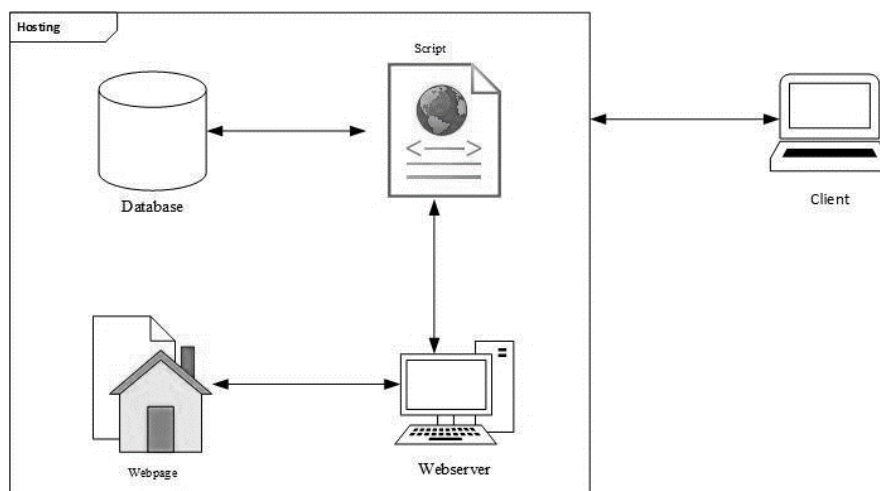 Hosting
Script
Database
Client
Webpage
Webserver